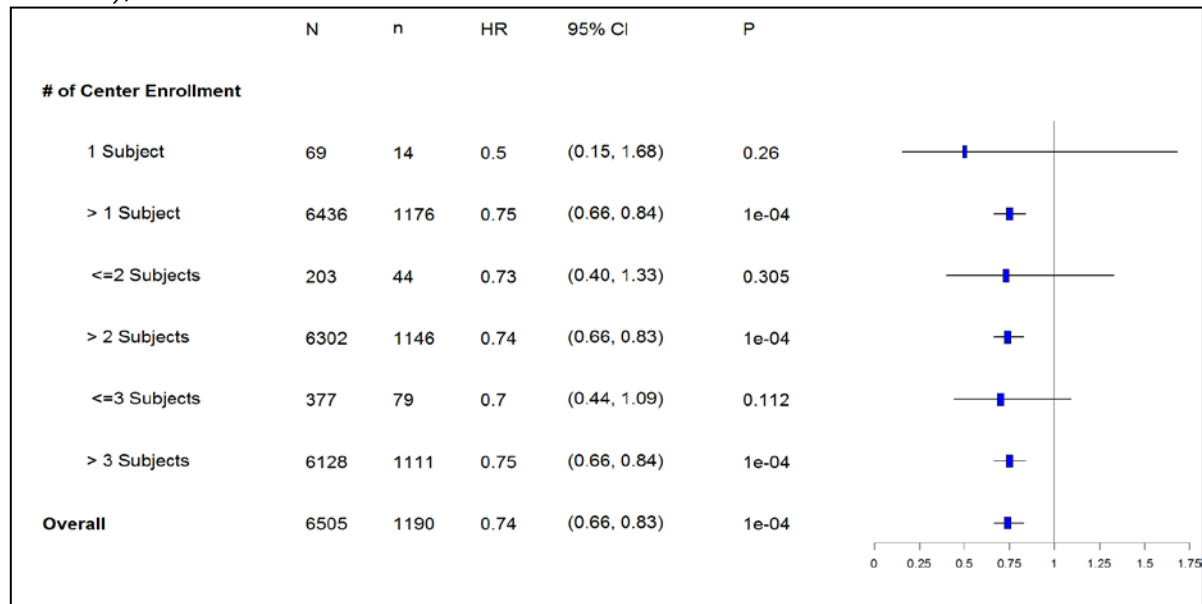 N n HR 95% CI P
# of Center Enrollment
1 Subject 69 14 0.5 (0.15, 1.68) 0.26
> 1 Subject 6436 1176 0.75 (0.66, 0.84) 1e-04
<=2 Subjects 203 44 0.73 (0.40, 1.33) 0.305
> 2 Subjects 6302 1146 0.74 (0.66, 0.83) 1e-04
<=3 Subjects 377 79 0.7 (0.44, 1.09) 0.112
> 3 Subjects 6128 1111 0.75 (0.66, 0.84) 1e-04
Overall 6505 1190 0.74 (0.66, 0.83) 1e-04
0 0.25 0.5 0.75 1 1.25 1.5 1.75